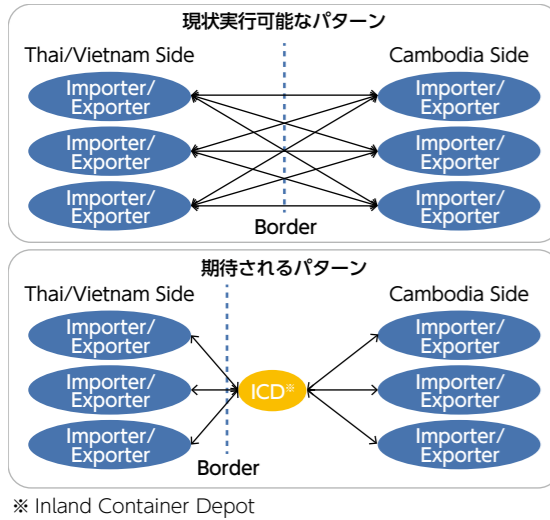 現状実行可能なパターン
Thai/Vietnam Side
Cambodia Side
Importer/
Exporter
Importer/
Exporter
Importer/
Exporter
Importer/
Exporter
Importer/
Exporter
Importer/
Exporter
Border
期待されるパターン
Thai/Vietnam Side
Cambodia Side
Importer/
Exporter
Importer/
Exporter
Importer/
Exporter
ICD※
Importer/
Exporter
Importer/
Exporter
Importer/
Exporter
Border
※ Inland Container Depot